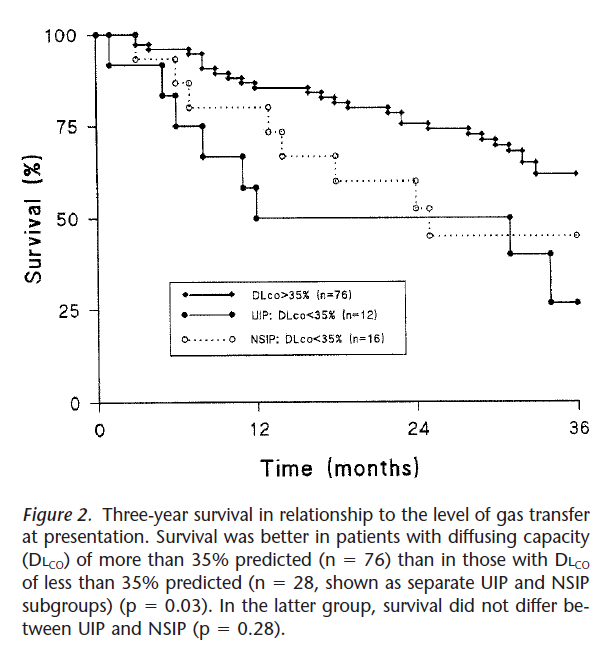 100
75
50
25
0
Survival (%)
DLco>35% (n=76)
UIP: DLco<35% (n=12)
NSIP: DLco<35% (n=16)
0 12 24 36
Time (months)
Figure 2. Three-year survival in relationship to the level of gas transfer
at presentation. Survival was better in patients with diffusing capacity
(DLCO) of more than 35% predicted (n = 76) than in those with DLCO
of less than 35% predicted (n = 28, shown as separate UIP and NSIP
subgroups) (p = 0.03). In the latter group, survival did not differ be-
tween UIP and NSIP (p = 0.28).